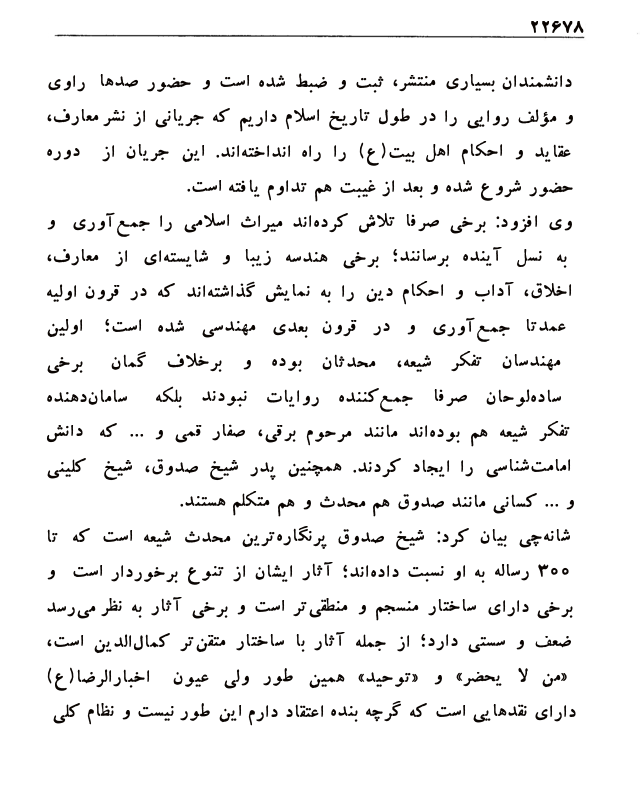 ۲۲۶۷۸
دانشمندان بسیاری منتشر، ثبت و ضبط شده است و حضور صدها راوی
و مؤلف روایی را در طول تاریخ اسلام داریم که جریانی از نشر معارف،
عقاید و احکام اهل بیت(ع) را راه انداخته‌اند. این جریان از دوره
حضور شروع شده و بعد از غیبت هم تداوم یافته است.
وی افزود: برخی صرفا تلاش کرده‌اند میراث اسلامی را جمع‌آوری و
به نسل آینده برسانند؛ برخی هندسه زیبا و شایسته‌ای از معارف،
اخلاق، آداب و احکام دین را به نمایش گذاشته‌اند که در قرون اولیه
عمدتا جمع‌آوری و در قرون بعدی مهندسی شده است؛ اولین
مهندسان تفکر شیعه، محدثان بوده و برخلاف گمان برخی
ساده‌لوحان صرفا جمع‌کننده روایات نبودند بلکه سامان‌دهنده
تفکر شیعه هم بوده‌اند مانند مرحوم برقی، صفار قمی و ... که دانش
امامت‌شناسی را ایجاد کردند. همچنین پدر شیخ صدوق، شیخ کلینی
و ... کسانی مانند صدوق هم محدث و هم متکلم هستند.
شانه‌چی بیان کرد: شیخ صدوق پرنگاره‌ترین محدث شیعه است که تا
۳۰۰ رساله به او نسبت داده‌اند؛ آثار ایشان از تنوع برخوردار است و
برخی دارای ساختار منسجم و منطقی‌تر است و برخی آثار به نظر می‌رسد
ضعف و سستی دارد؛ از جمله آثار با ساختار متقن‌تر کمال‌الدین است،
«من لا یحضر» و «توحید» همین طور ولی عیون اخبارالرضا(ع)
دارای نقدهایی است که گرچه بنده اعتقاد دارم این طور نیست و نظام کلی